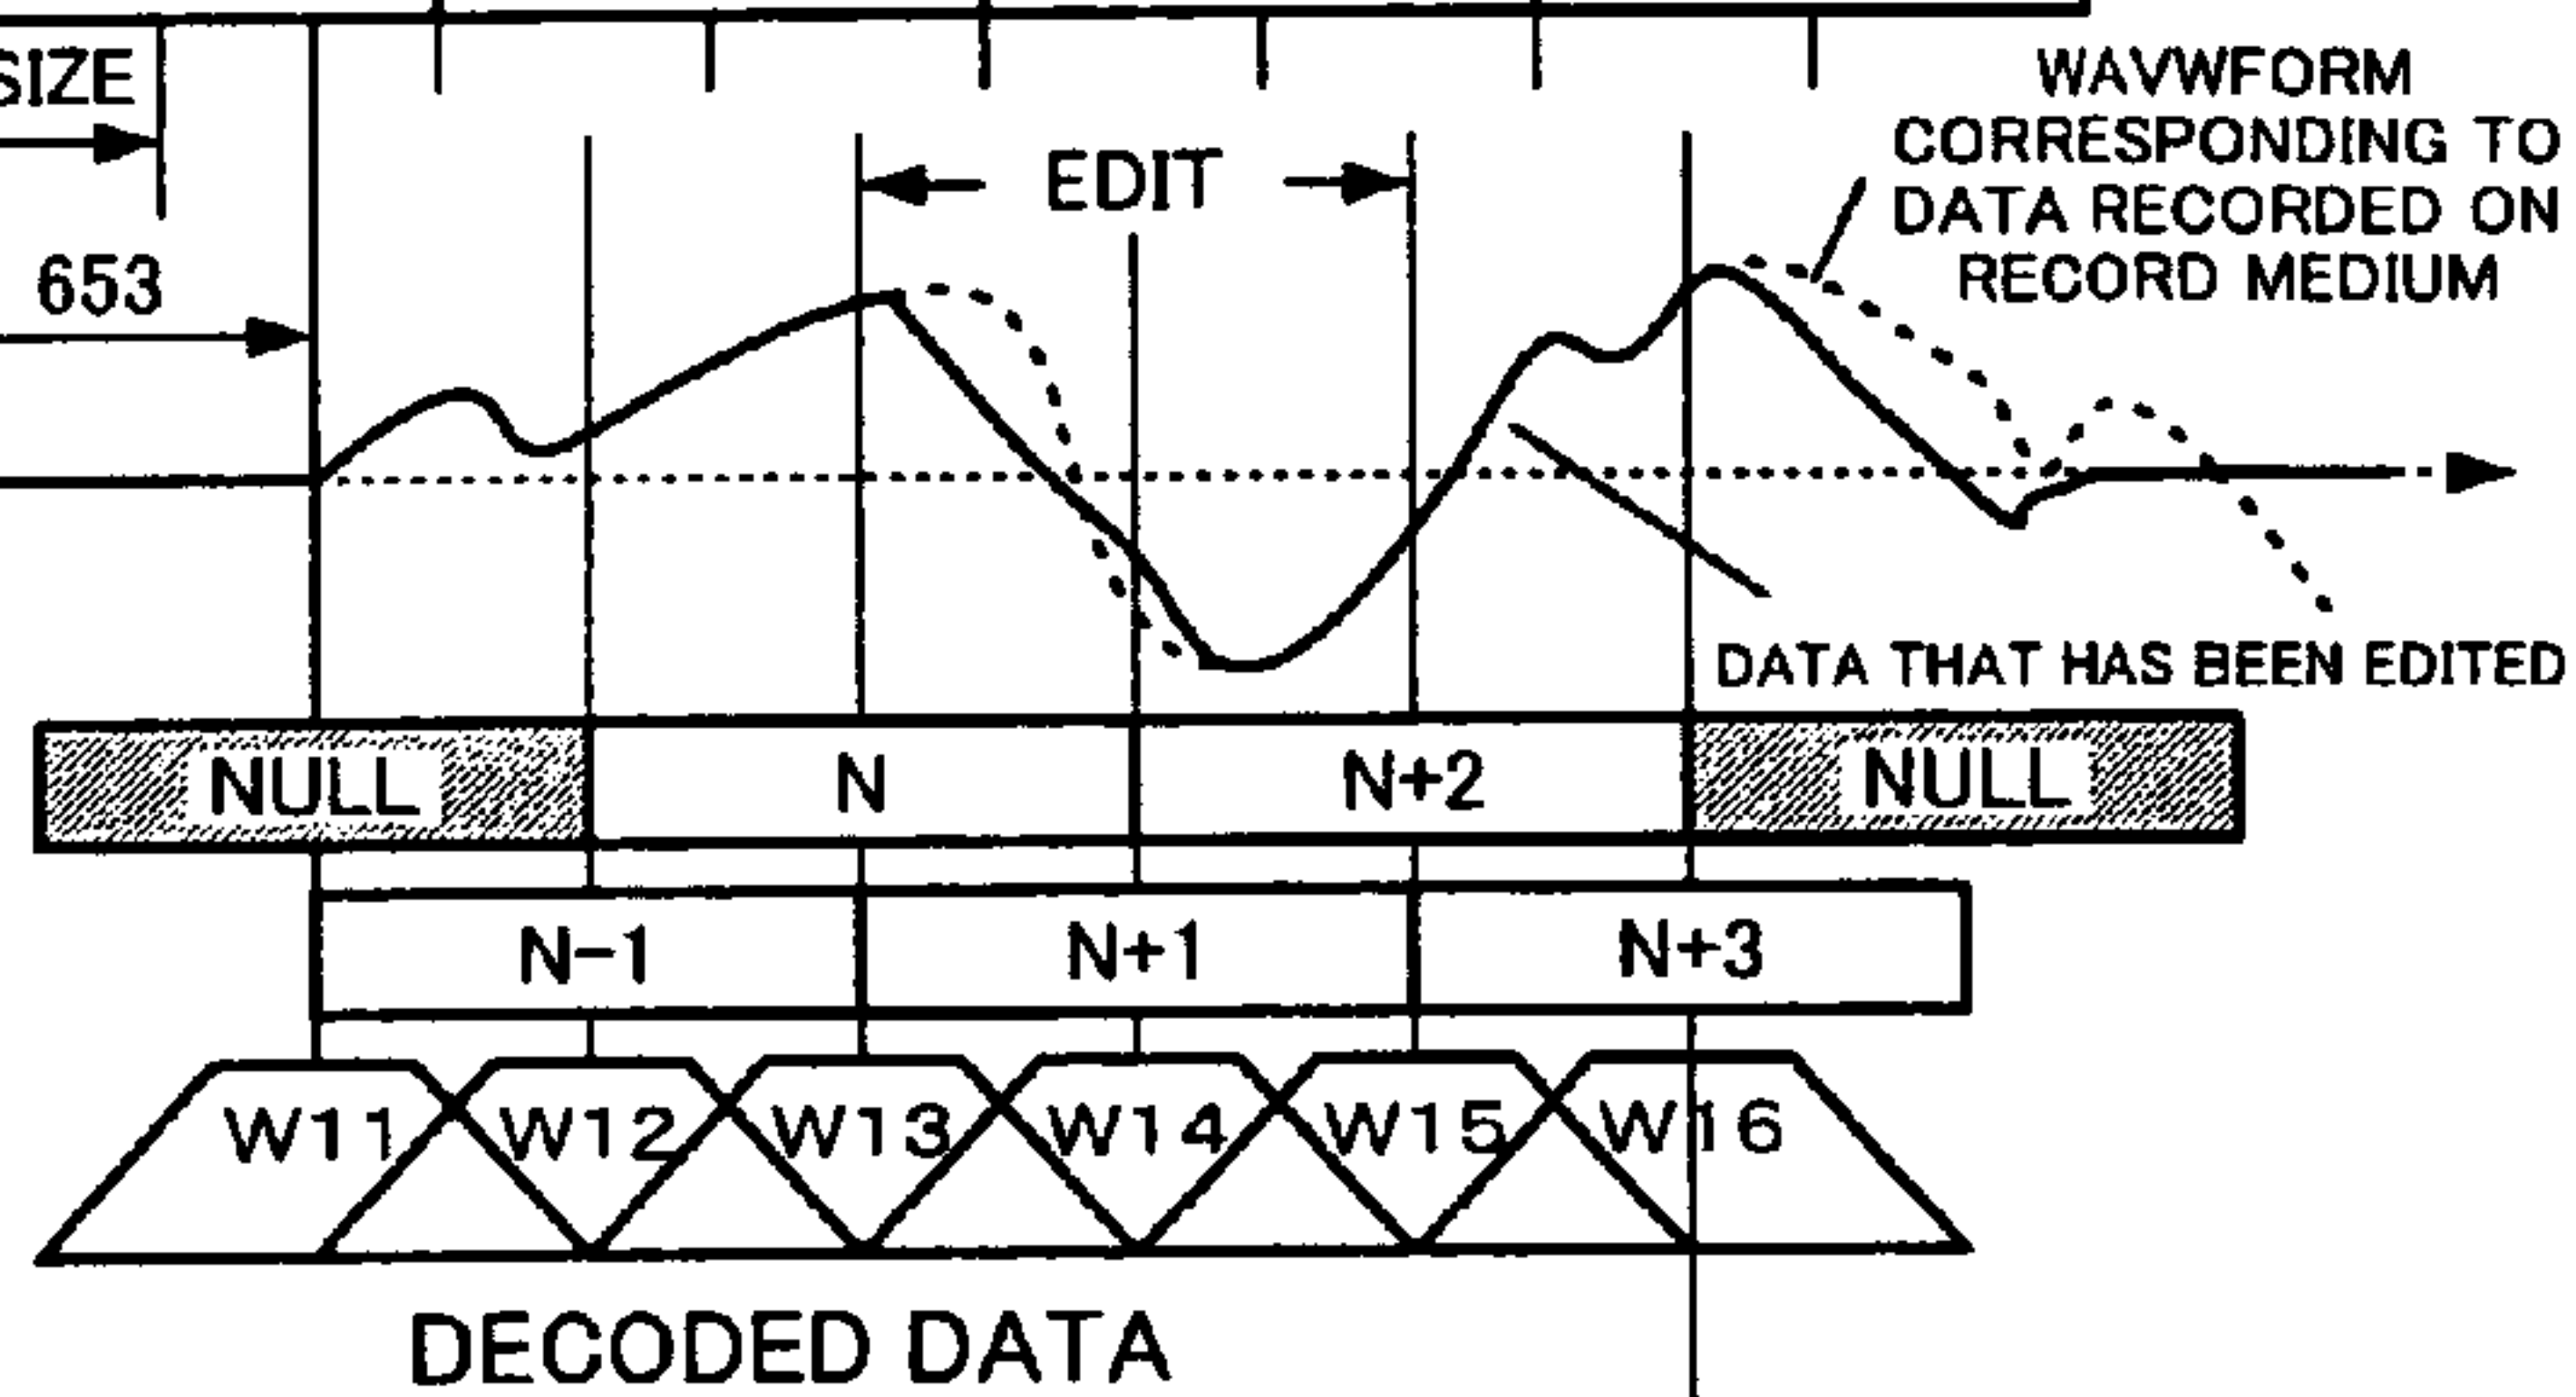 SIZE
653
EDIT
WAVWFORM
CORRESPONDING TO
DATA RECORDED ON
RECORD MEDIUM
DATA THAT HAS BEEN EDITED
NULL N N+2 NULL
N-1 N+1 N+3
W11 W12 W13 W14 W15 W16
DECODED DATA